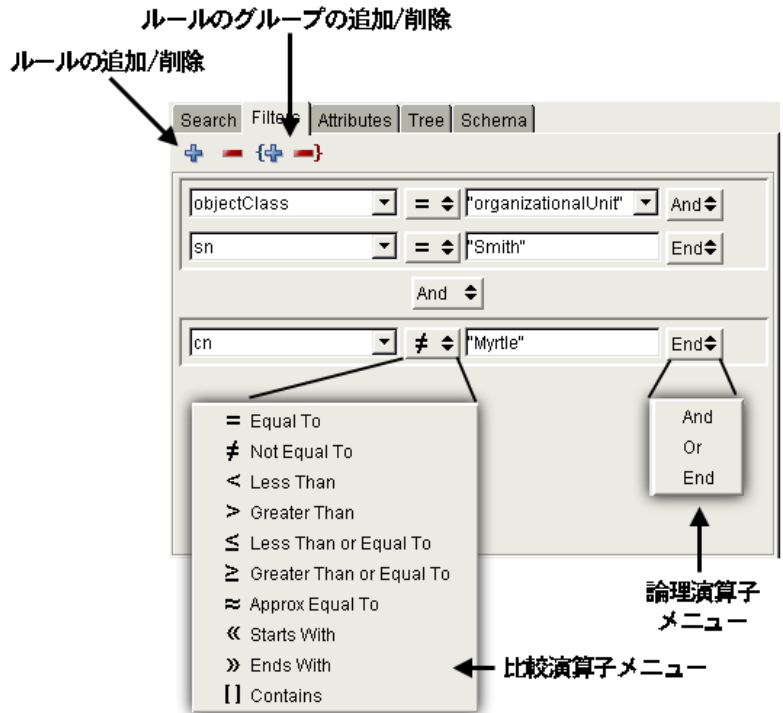 ルールのグループの追加/削除
ルールの追加/削除
Search Filters Attributes Tree Schema
{ }
objectClass = "organizationalUnit" And
sn = "Smith" End
And
cn ≠ "Myrtle" End
= Equal To
≠ Not Equal To
< Less Than
> Greater Than
≤ Less Than or Equal To
≥ Greater Than or Equal To
≈ Approx Equal To
« Starts With
» Ends With
[ ] Contains
And
Or
End
論理演算子
メニュー
比較演算子メニュー